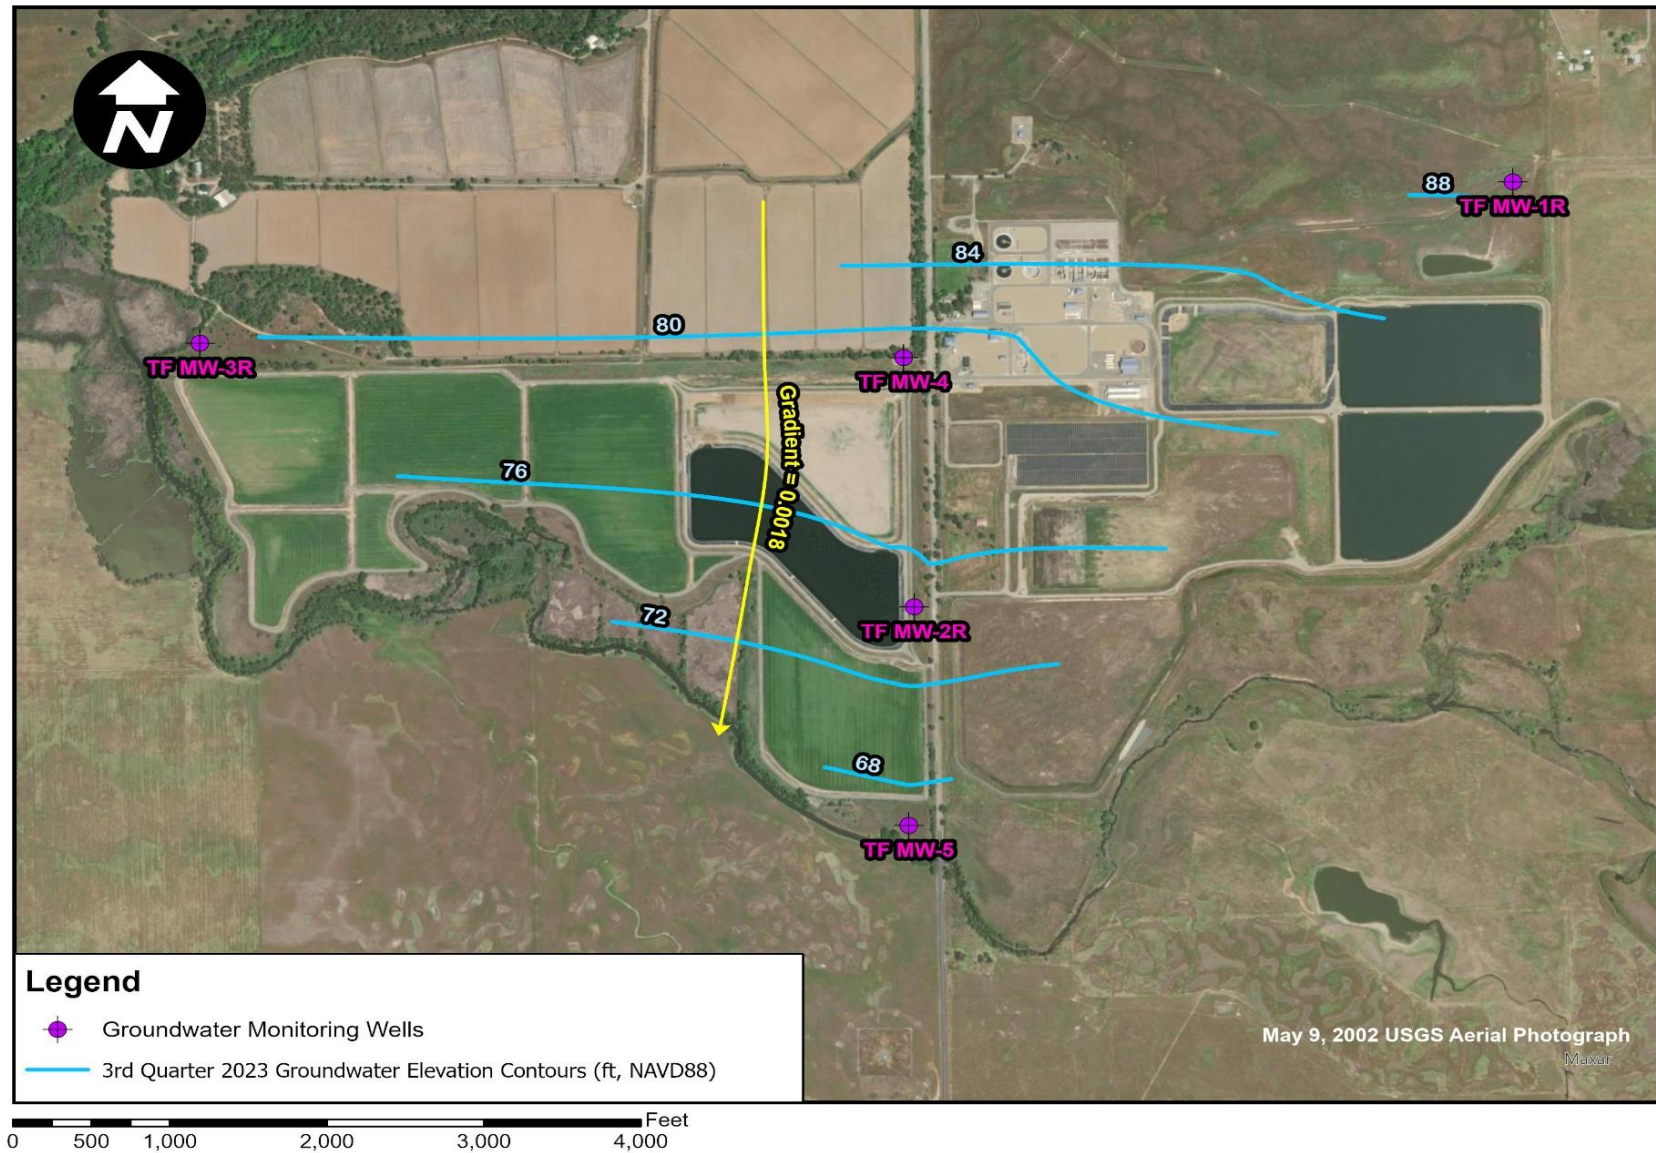 N
88
TF MW-1R
84
80
TF MW-3R
TF MW-4
Gradient = 0.0018
76
72
TF MW-2R
68
TF MW-5
Legend
Groundwater Monitoring Wells
3rd Quarter 2023 Groundwater Elevation Contours (ft, NAVD88)
May 9, 2002 USGS Aerial Photograph
Maxar
Feet
0 500 1,000 2,000 3,000 4,000